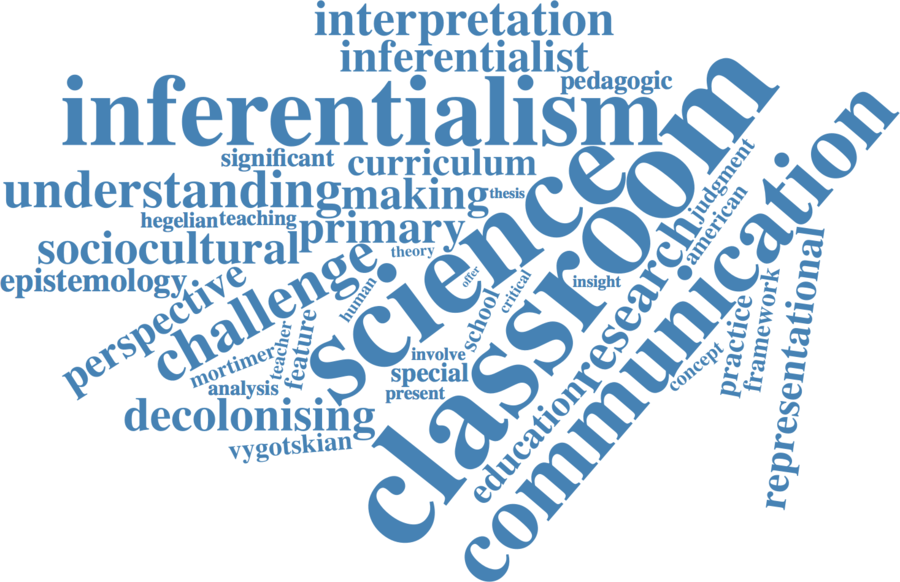 interpretation
inferentialist
pedagogic
inferentialism
significant
curriculum
understanding
making
thesis
hegelian
teaching
primary
sociocultural
theory
epistemology
perspective
challenge
human
science
offer
critical
school
insight
classroom
judgment
american
research
education
communication
concept
practice
framework
representational
mortimer
teacher
feature
analysis
involve
special
present
decolonising
vygotskian